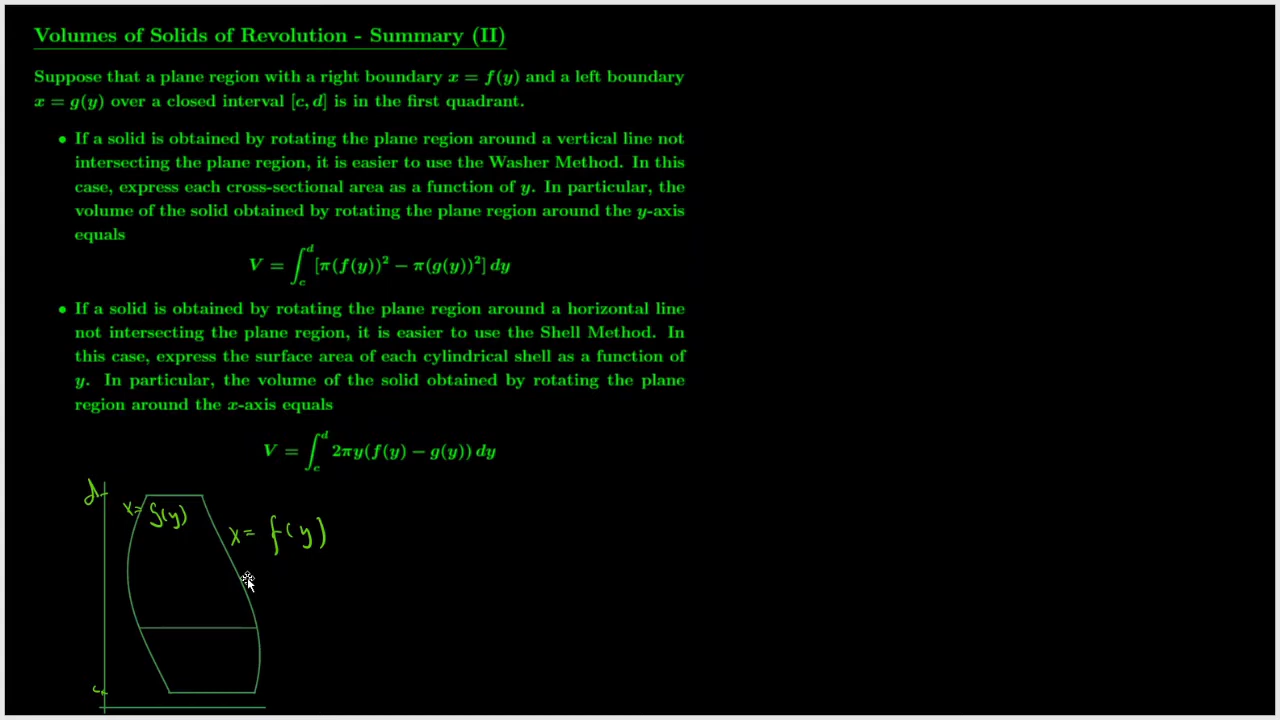 Volumes of Solids of Revolution - Summary (II)
Suppose that a plane region with a right boundary x = f(y) and a left boundary
x = g(y) over a closed interval [c, d] is in the first quadrant.
• If a solid is obtained by rotating the plane region around a vertical line not
intersecting the plane region, it is easier to use the Washer Method. In this
case, express each cross-sectional area as a function of y. In particular, the
volume of the solid obtained by rotating the plane region around the y-axis
equals
V = ∫_c^d [π(f(y))² − π(g(y))²] dy
• If a solid is obtained by rotating the plane region around a horizontal line
not intersecting the plane region, it is easier to use the Shell Method. In
this case, express the surface area of each cylindrical shell as a function of
y. In particular, the volume of the solid obtained by rotating the plane
region around the x-axis equals
V = ∫_c^d 2πy(f(y) − g(y)) dy
d
x= g(y)
x= f(y)
c